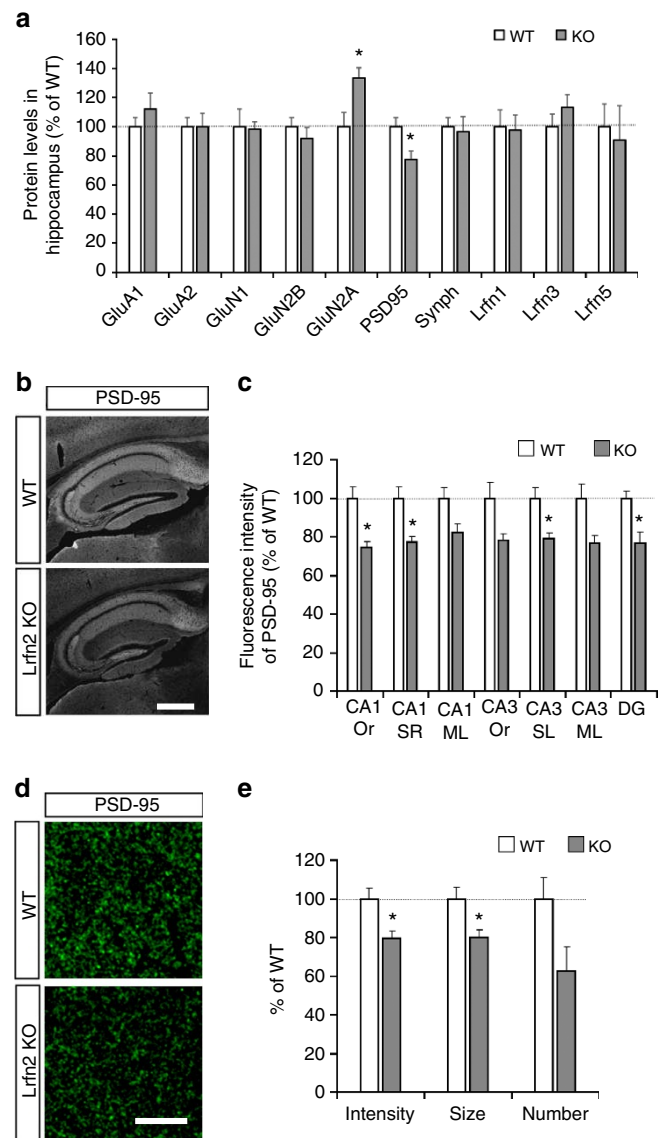 a
WT KO
Protein levels in
hippocampus (% of WT)
160
140
120
100
80
60
40
20
0
*
*
GluA1 GluA2 GluN1 GluN2B GluN2A PSD95 Synph Lrfn1 Lrfn3 Lrfn5
b
PSD-95
WT
Lrfn2 KO
c
WT KO
Fluorescence intensity
of PSD-95 (% of WT)
120
100
80
60
40
20
0
* * * *
CA1 CA1 CA1 CA3 CA3 CA3 DG
Or SR ML Or SL ML
d
PSD-95
WT
Lrfn2 KO
e
WT KO
% of WT
120
100
80
60
40
20
0
* *
Intensity Size Number